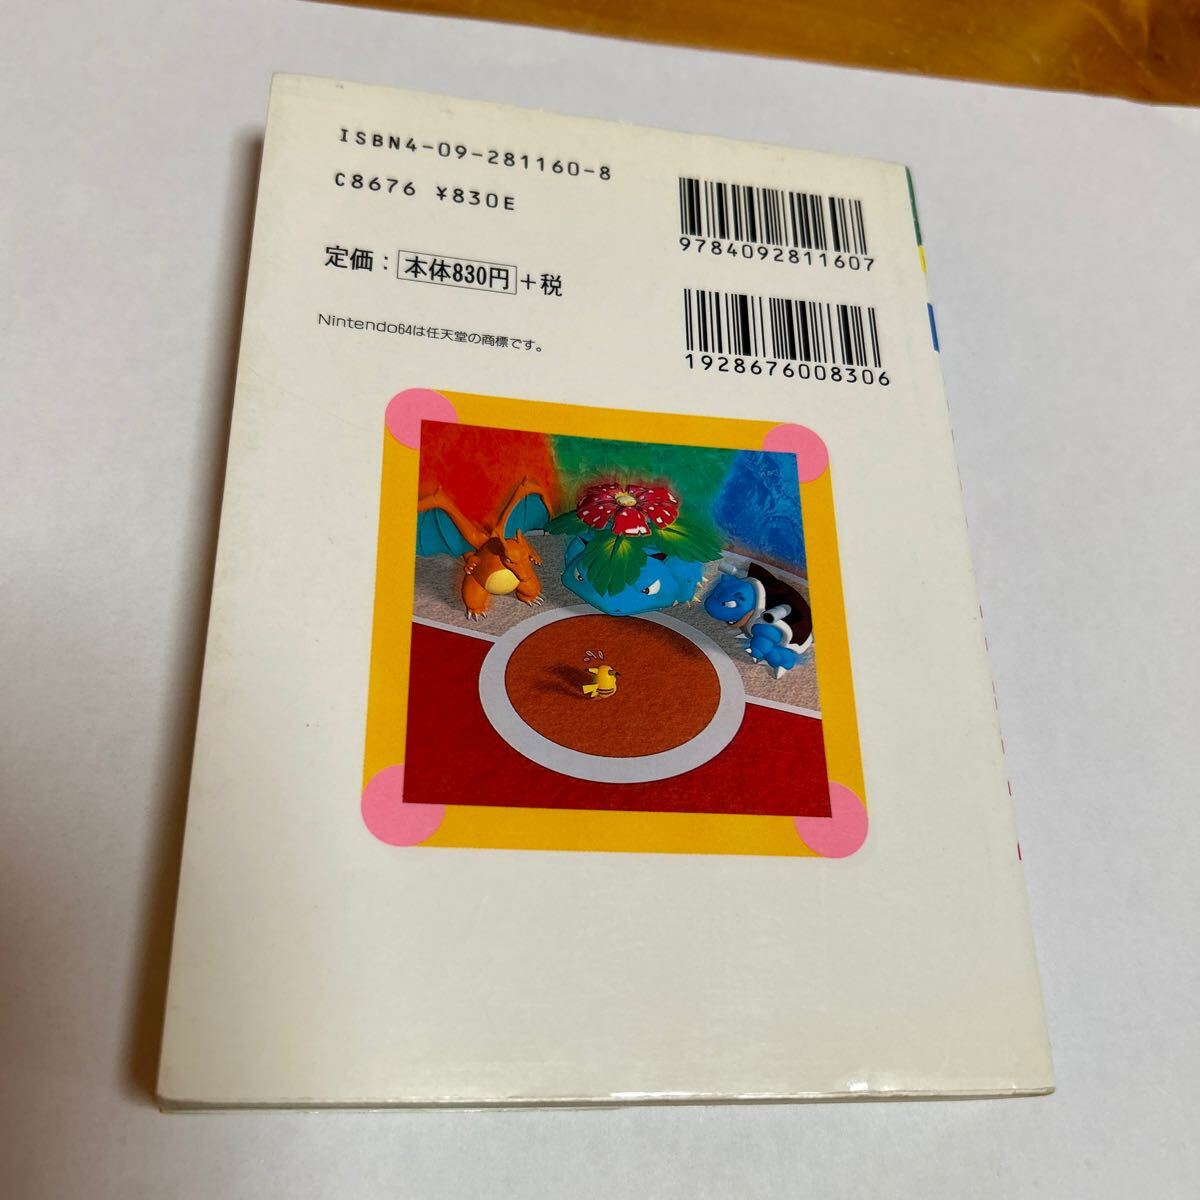 ISBN4-09-281160-8
C8676 ¥830E
定価：本体830円+税
Nintendo64は任天堂の商標です。
9784092811607
1928676008306